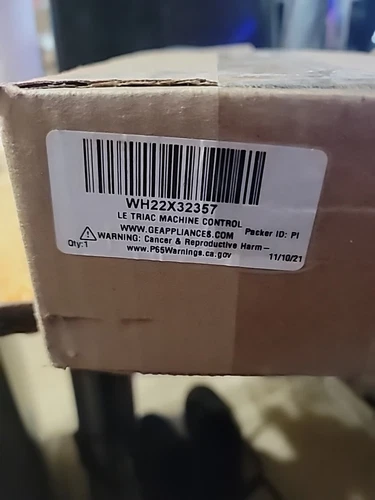 WH22X32357
LE TRIAC MACHINE CONTROL
WWW.GEAPPLIANCES.COM Packer ID: PI
WARNING: Cancer & Reproductive Harm –
Qty:1 www.P65Warnings.ca.gov 11/10/21